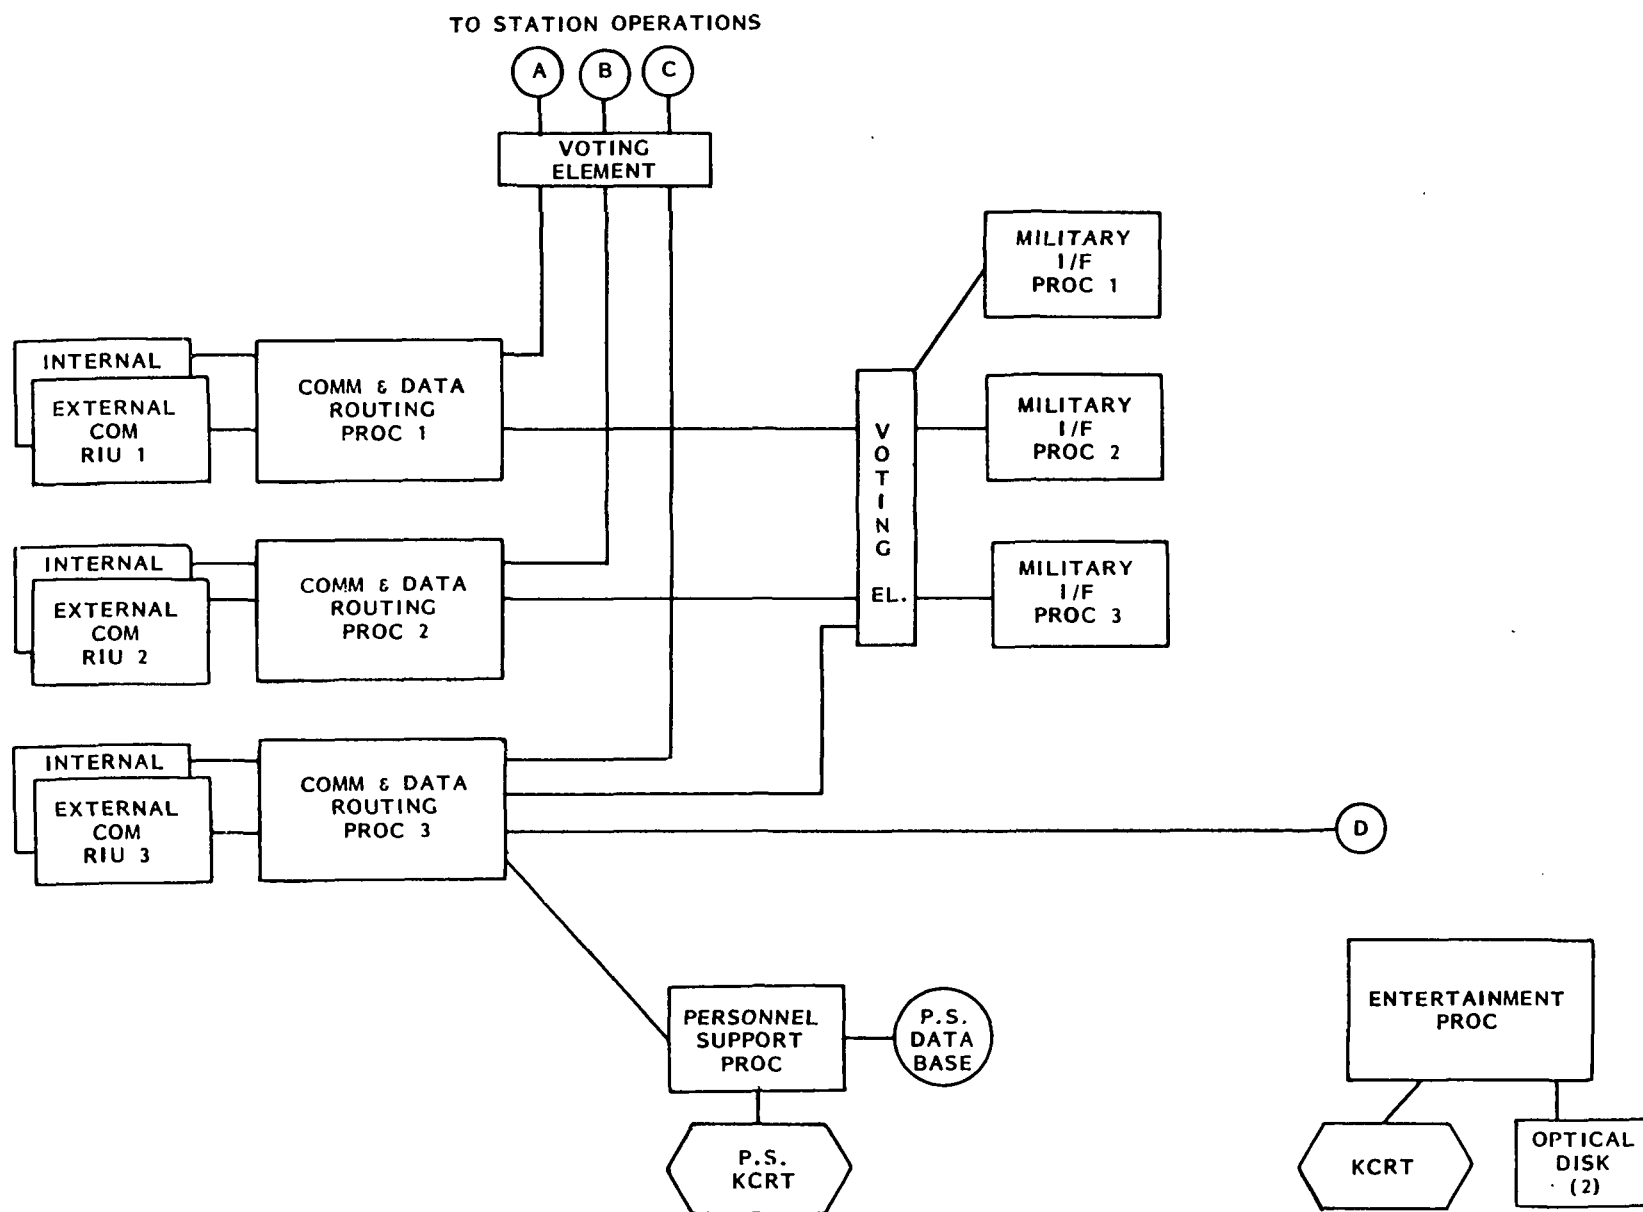 TO STATION OPERATIONS
A B C
VOTING
ELEMENT
MILITARY
I/F
PROC 1
INTERNAL
EXTERNAL
COM
RIU 1
COMM & DATA
ROUTING
PROC 1
VOTING
EL.
MILITARY
I/F
PROC 2
INTERNAL
EXTERNAL
COM
RIU 2
COMM & DATA
ROUTING
PROC 2
MILITARY
I/F
PROC 3
INTERNAL
EXTERNAL
COM
RIU 3
COMM & DATA
ROUTING
PROC 3
D
PERSONNEL
SUPPORT
PROC
P.S.
DATA
BASE
P.S.
KCRT
ENTERTAINMENT
PROC
KCRT
OPTICAL
DISK
(2)